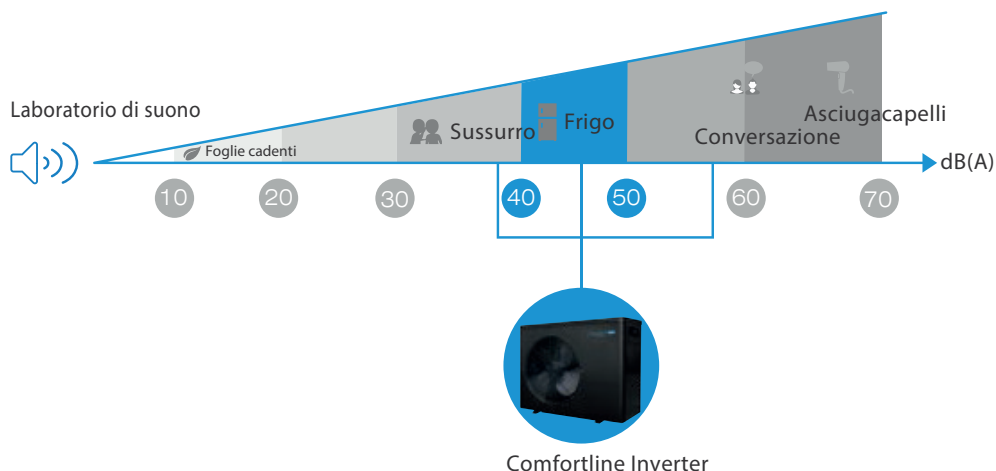 Laboratorio di suono
Foglie cadenti
Sussurro
Frigo
Conversazione
Asciugacapelli
dB(A)
10 20 30 40 50 60 70
Comfortline Inverter